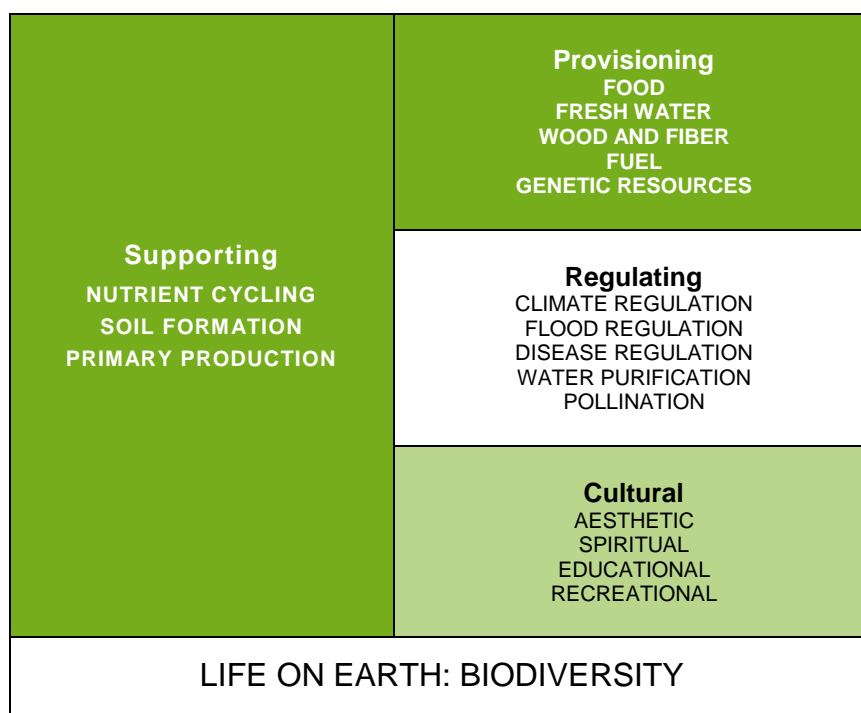 Supporting
NUTRIENT CYCLING
SOIL FORMATION
PRIMARY PRODUCTION
Provisioning
FOOD
FRESH WATER
WOOD AND FIBER
FUEL
GENETIC RESOURCES
Regulating
CLIMATE REGULATION
FLOOD REGULATION
DISEASE REGULATION
WATER PURIFICATION
POLLINATION
Cultural
AESTHETIC
SPIRITUAL
EDUCATIONAL
RECREATIONAL
LIFE ON EARTH: BIODIVERSITY